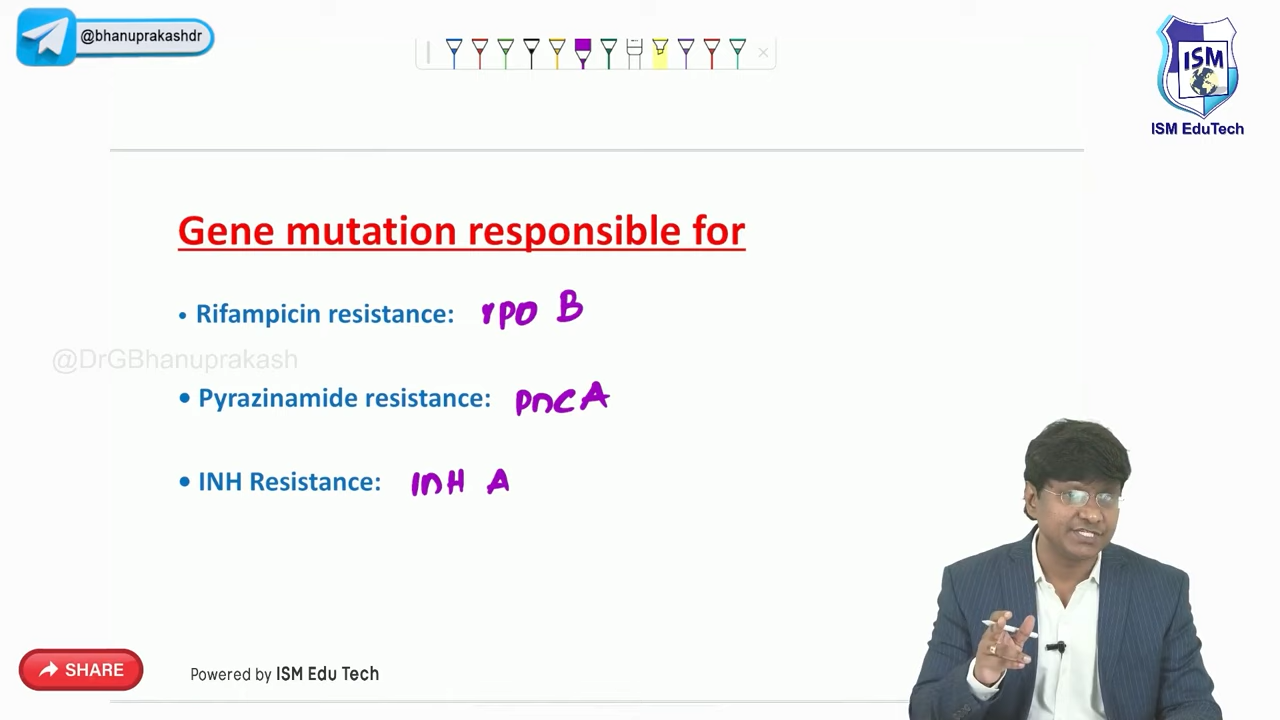 @bhanuprakashdr
ISM
ISM EduTech
Gene mutation responsible for
• Rifampicin resistance: rpo B
@DrGBhanuprakash
• Pyrazinamide resistance: pncA
• INH Resistance: InH A
SHARE
Powered by ISM Edu Tech